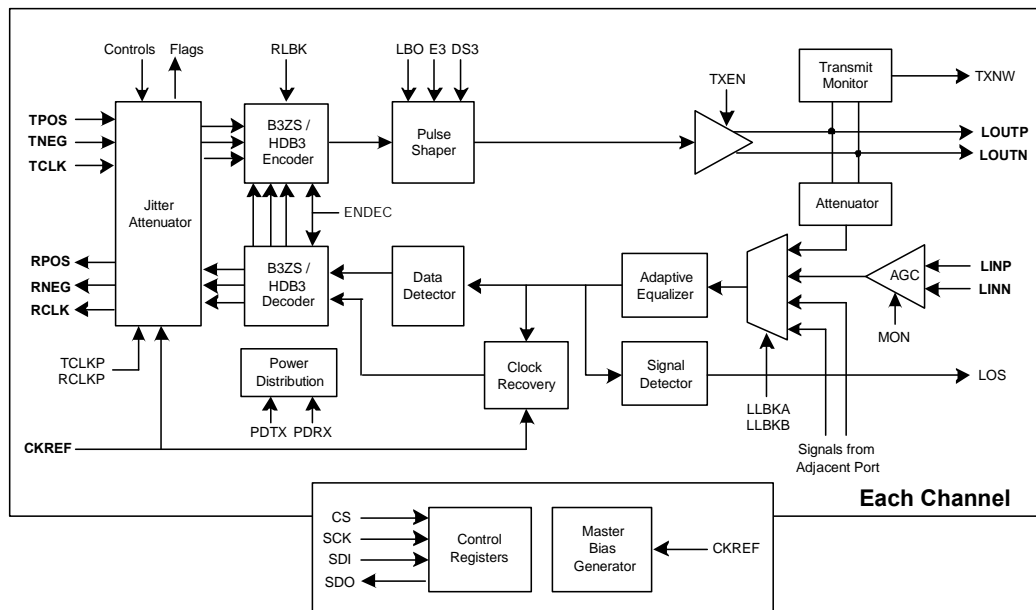 Controls
Flags
RLBK
LBO
E3
DS3
TXEN
Transmit
Monitor
TXNW
TPOS
TNEG
TCLK
B3ZS /
HDB3
Encoder
Pulse
Shaper
LOUTP
LOUTN
Jitter
Attenuator
ENDEC
Attenuator
RPOS
RNEG
RCLK
B3ZS /
HDB3
Decoder
Data
Detector
Adaptive
Equalizer
AGC
LINP
LINN
MON
TCLKP
RCLKP
Power
Distribution
Clock
Recovery
Signal
Detector
LOS
PDTX
PDRX
LLBKA
LLBKB
CKREF
Signals from
Adjacent Port
Each Channel
CS
SCK
SDI
SDO
Control
Registers
Master
Bias
Generator
CKREF